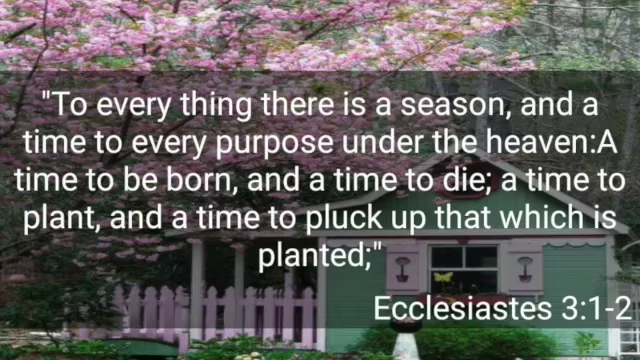 "To every thing there is a season, and a
time to every purpose under the heaven:A
time to be born, and a time to die; a time to
plant, and a time to pluck up that which is
planted;"
Ecclesiastes 3:1-2